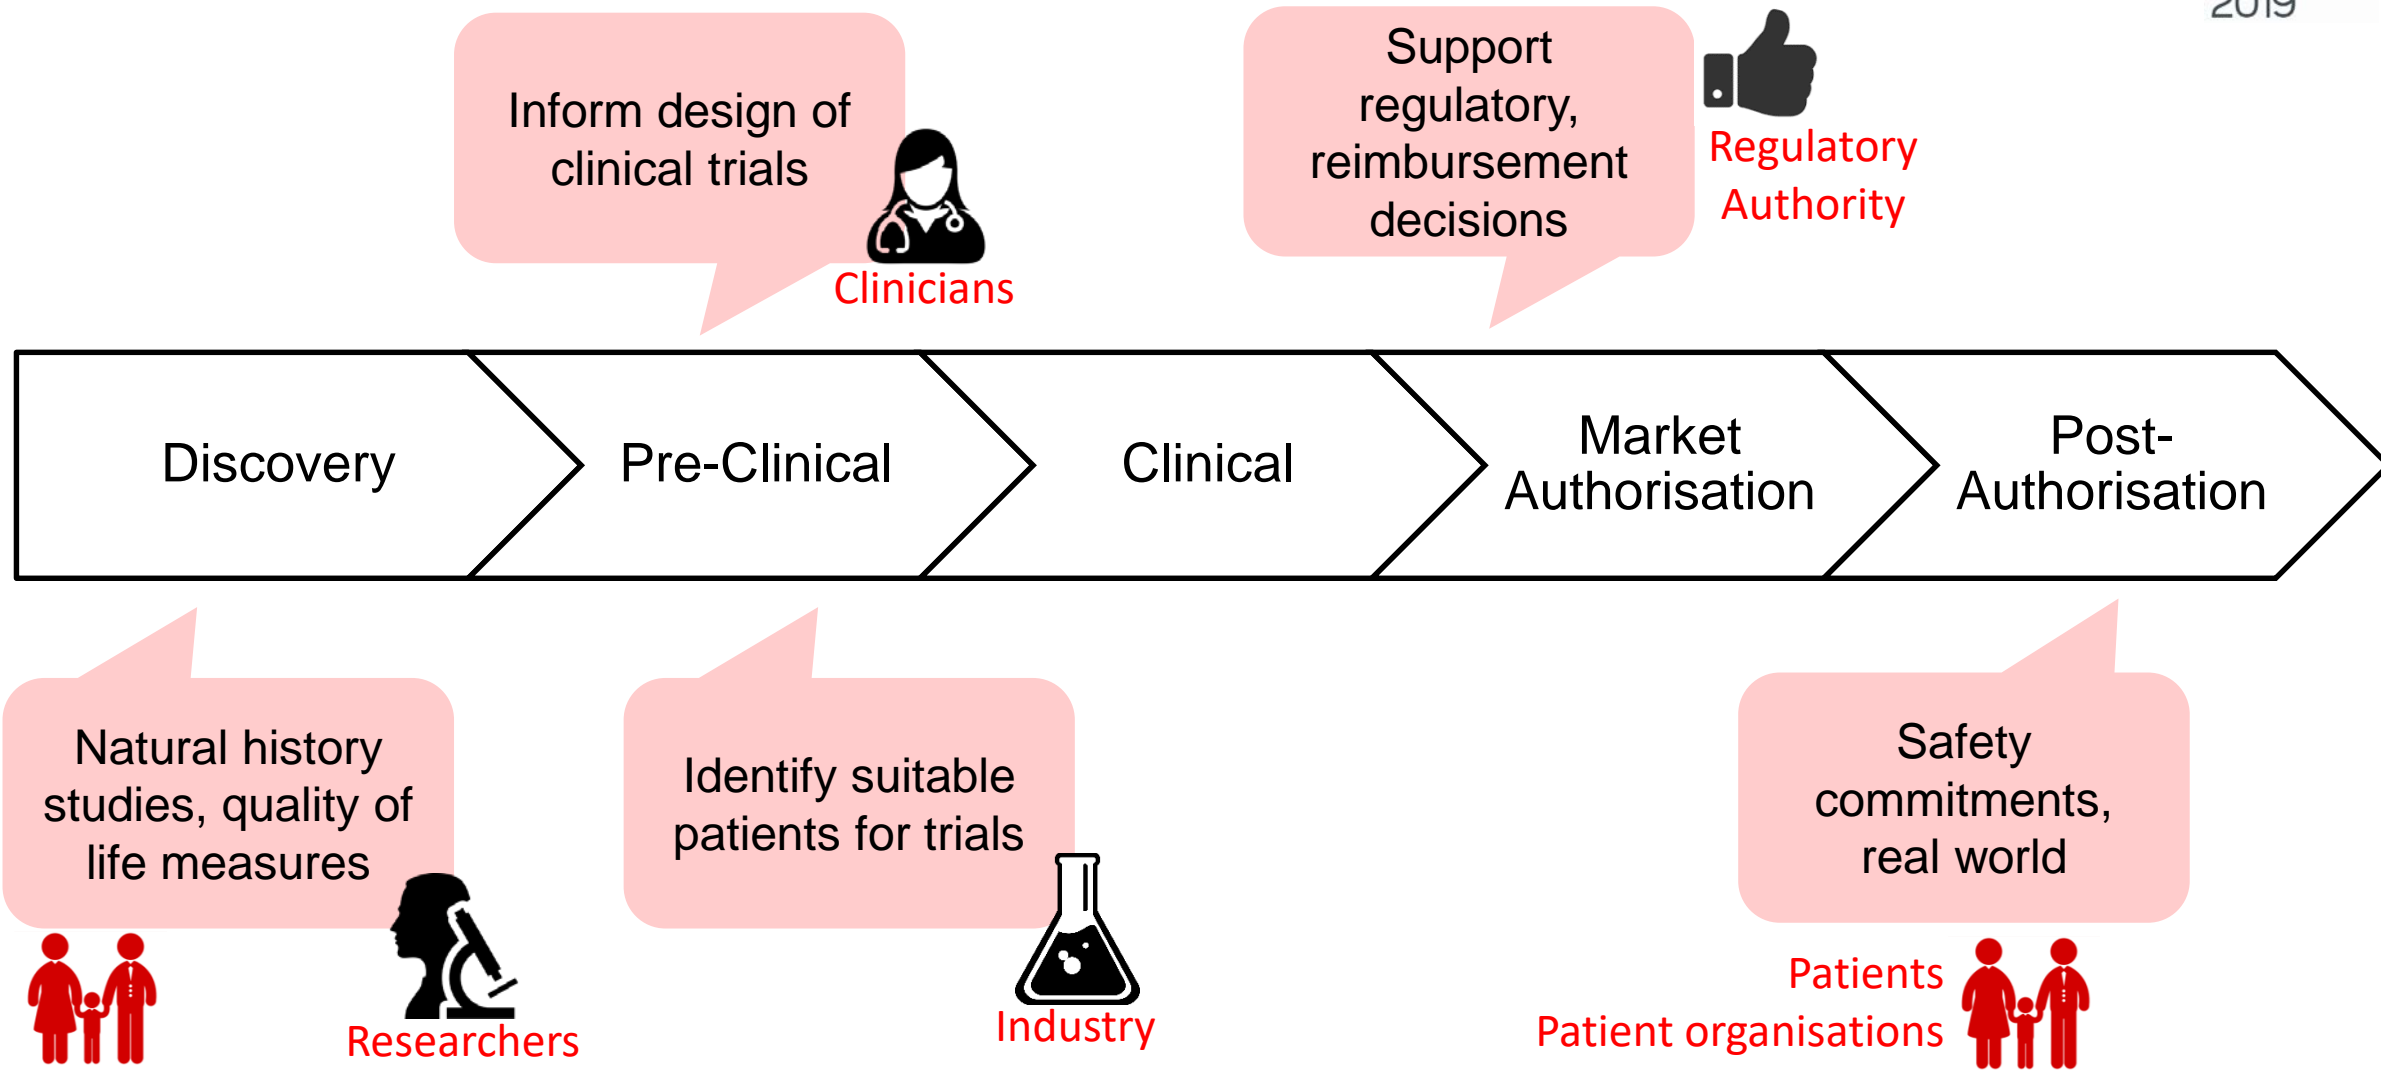 2019
Inform design of
clinical trials
Clinicians
Support
regulatory,
reimbursement
decisions
Regulatory
Authority
Discovery
Pre-Clinical
Clinical
Market
Authorisation
Post-
Authorisation
Natural history
studies, quality of
life measures
Researchers
Identify suitable
patients for trials
Industry
Safety
commitments,
real world
Patients
Patient organisations